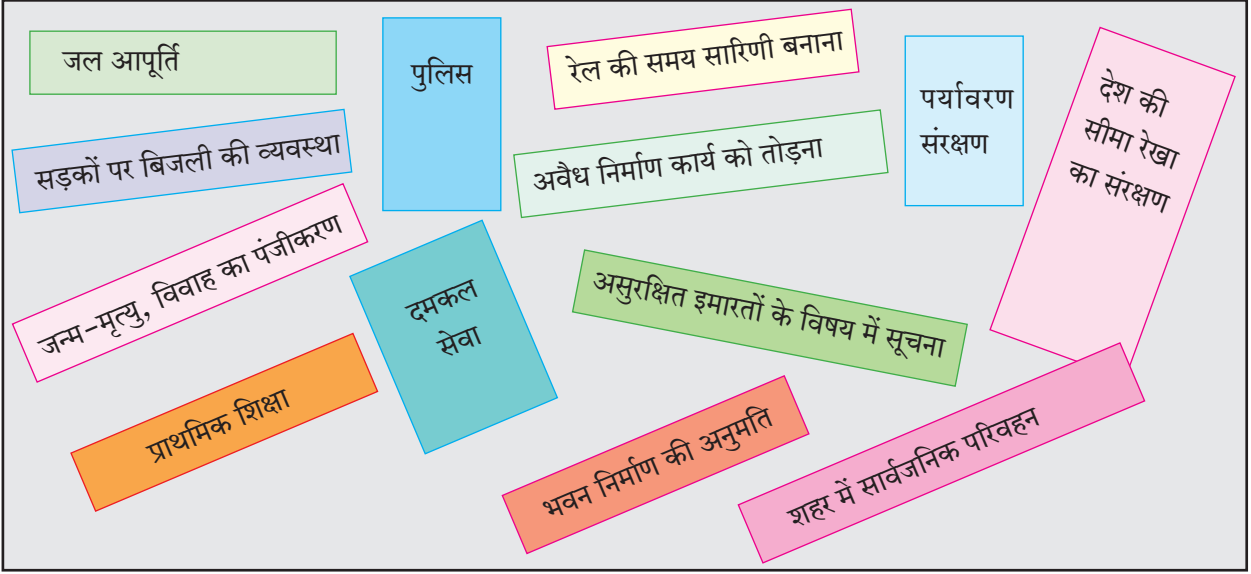 जल आपूर्ति
पुलिस
रेल की समय सारिणी बनाना
पर्यावरण
संरक्षण
देश की
सीमा रेखा
का संरक्षण
सड़कों पर बिजली की व्यवस्था
अवैध निर्माण कार्य को तोड़ना
जन्म-मृत्यु, विवाह का पंजीकरण
दमकल
सेवा
असुरक्षित इमारतों के विषय में सूचना
प्राथमिक शिक्षा
भवन निर्माण की अनुमति
शहर में सार्वजनिक परिवहन